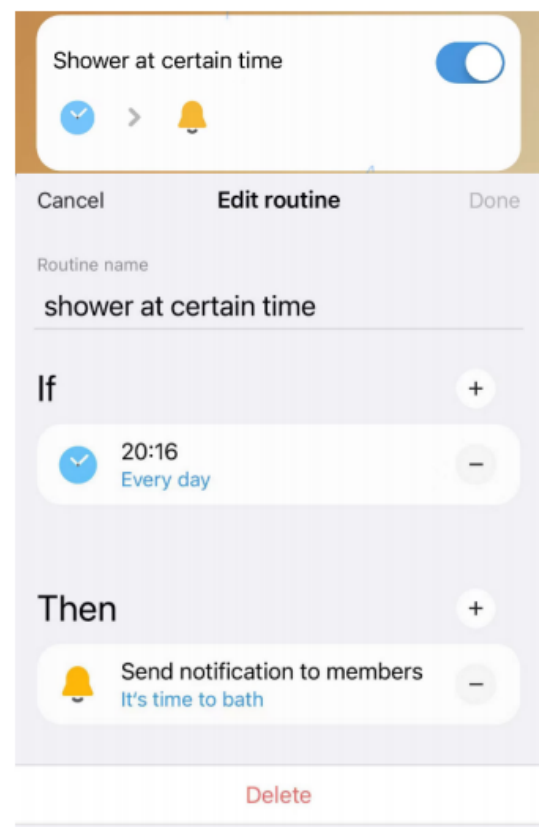 Shower at certain time
Cancel Edit routine Done
Routine name
shower at certain time
If +
20:16 −
Every day
Then +
Send notification to members −
It's time to bath
Delete